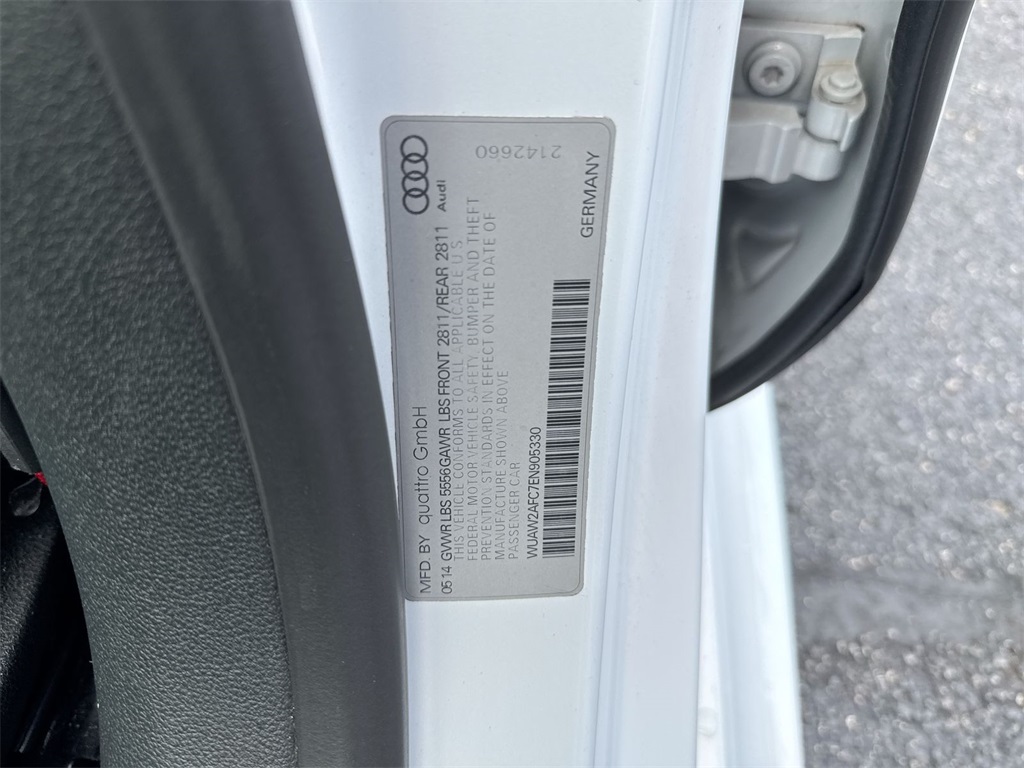 Audi
2142660
MFD. BY quattro GmbH
0514 GVWR LBS 5556 GAWR LBS FRONT 2811/REAR 2811
THIS VEHICLE CONFORMS TO ALL APPLICABLE U.S.
FEDERAL MOTOR VEHICLE SAFETY, BUMPER AND THEFT
PREVENTION STANDARDS IN EFFECT ON THE DATE OF
MANUFACTURE SHOWN ABOVE
PASSENGER CAR
WUAW2AFC7EN905330
GERMANY